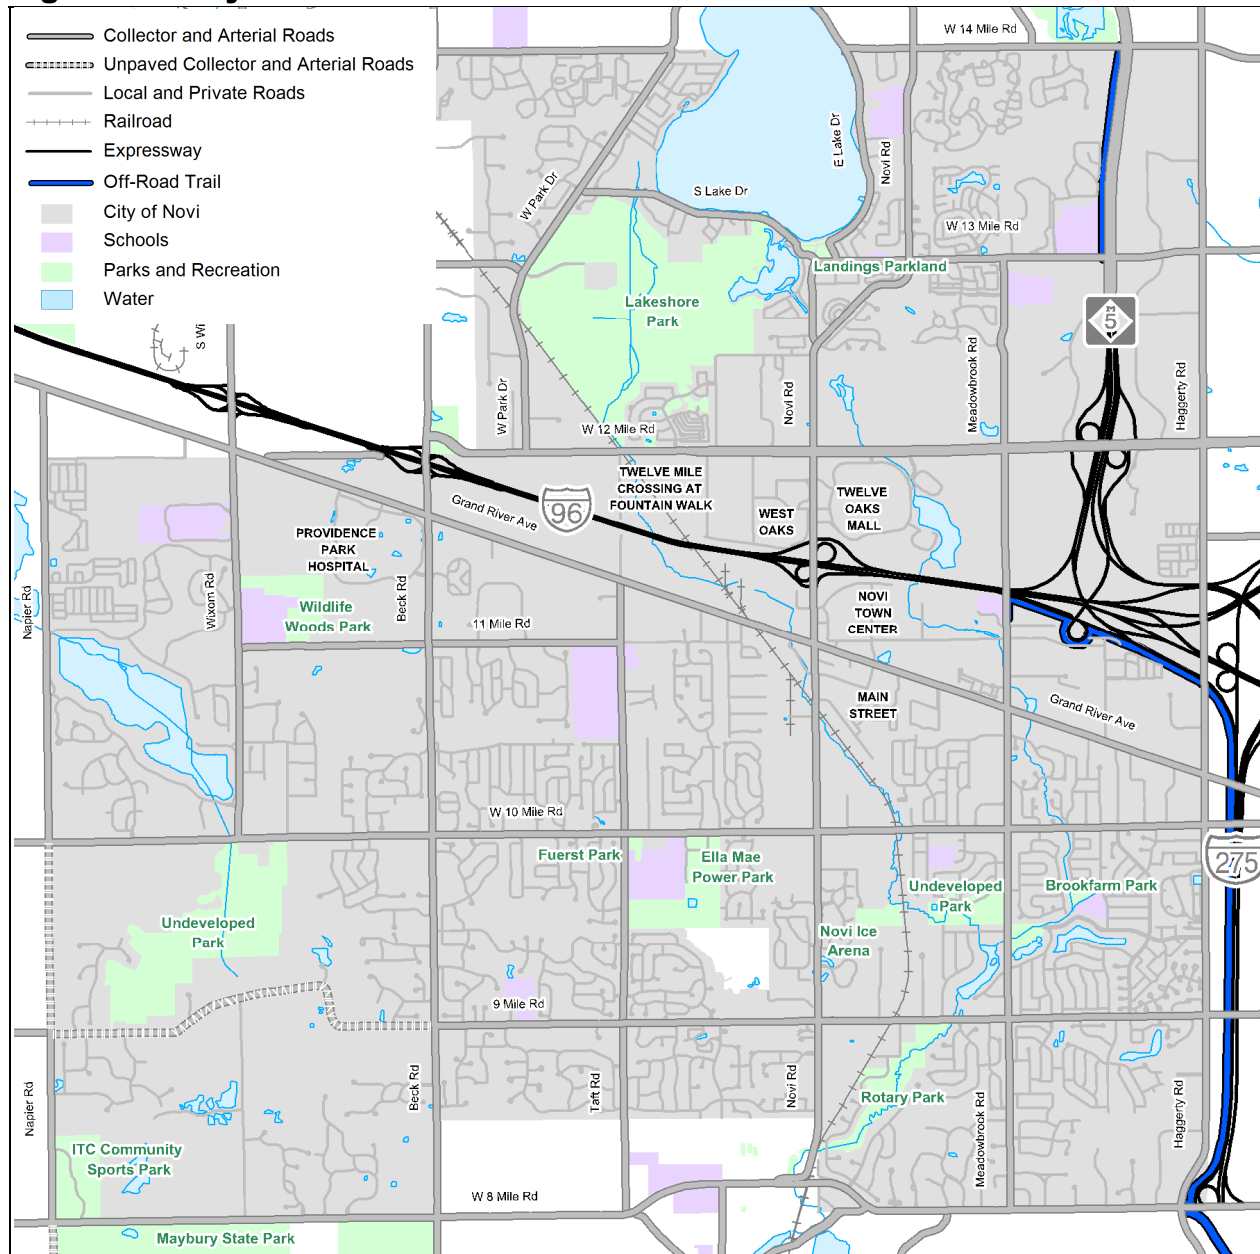 W 14 Mile Rd
Collector and Arterial Roads
Unpaved Collector and Arterial Roads
Local and Private Roads
Railroad
Expressway
Off-Road Trail
City of Novi
Schools
Parks and Recreation
Water
E Lake Dr
Novi Rd
W Park Dr
S Lake Dr
W 13 Mile Rd
Landings Parkland
Lakeshore
Park
M
5
S Wi
W Park Dr
Novi Rd
Meadowbrook Rd
Haggerty Rd
W 12 Mile Rd
TWELVE MILE
CROSSING AT
FOUNTAIN WALK
TWELVE
OAKS
MALL
WEST
OAKS
Grand River Ave
96
PROVIDENCE
PARK
HOSPITAL
Napier Rd
Wixom Rd
Beck Rd
Wildlife
Woods Park
11 Mile Rd
NOVI
TOWN
CENTER
MAIN
STREET
Grand River Ave
W 10 Mile Rd
Fuerst Park
Ella Mae
Power Park
Undeveloped
Park
Brookfarm Park
275
Undeveloped
Park
Novi Ice
Arena
9 Mile Rd
Napier Rd
Beck Rd
Taft Rd
Novi Rd
Rotary Park
Meadowbrook Rd
Haggerty Rd
ITC Community
Sports Park
W 8 Mile Rd
Maybury State Park